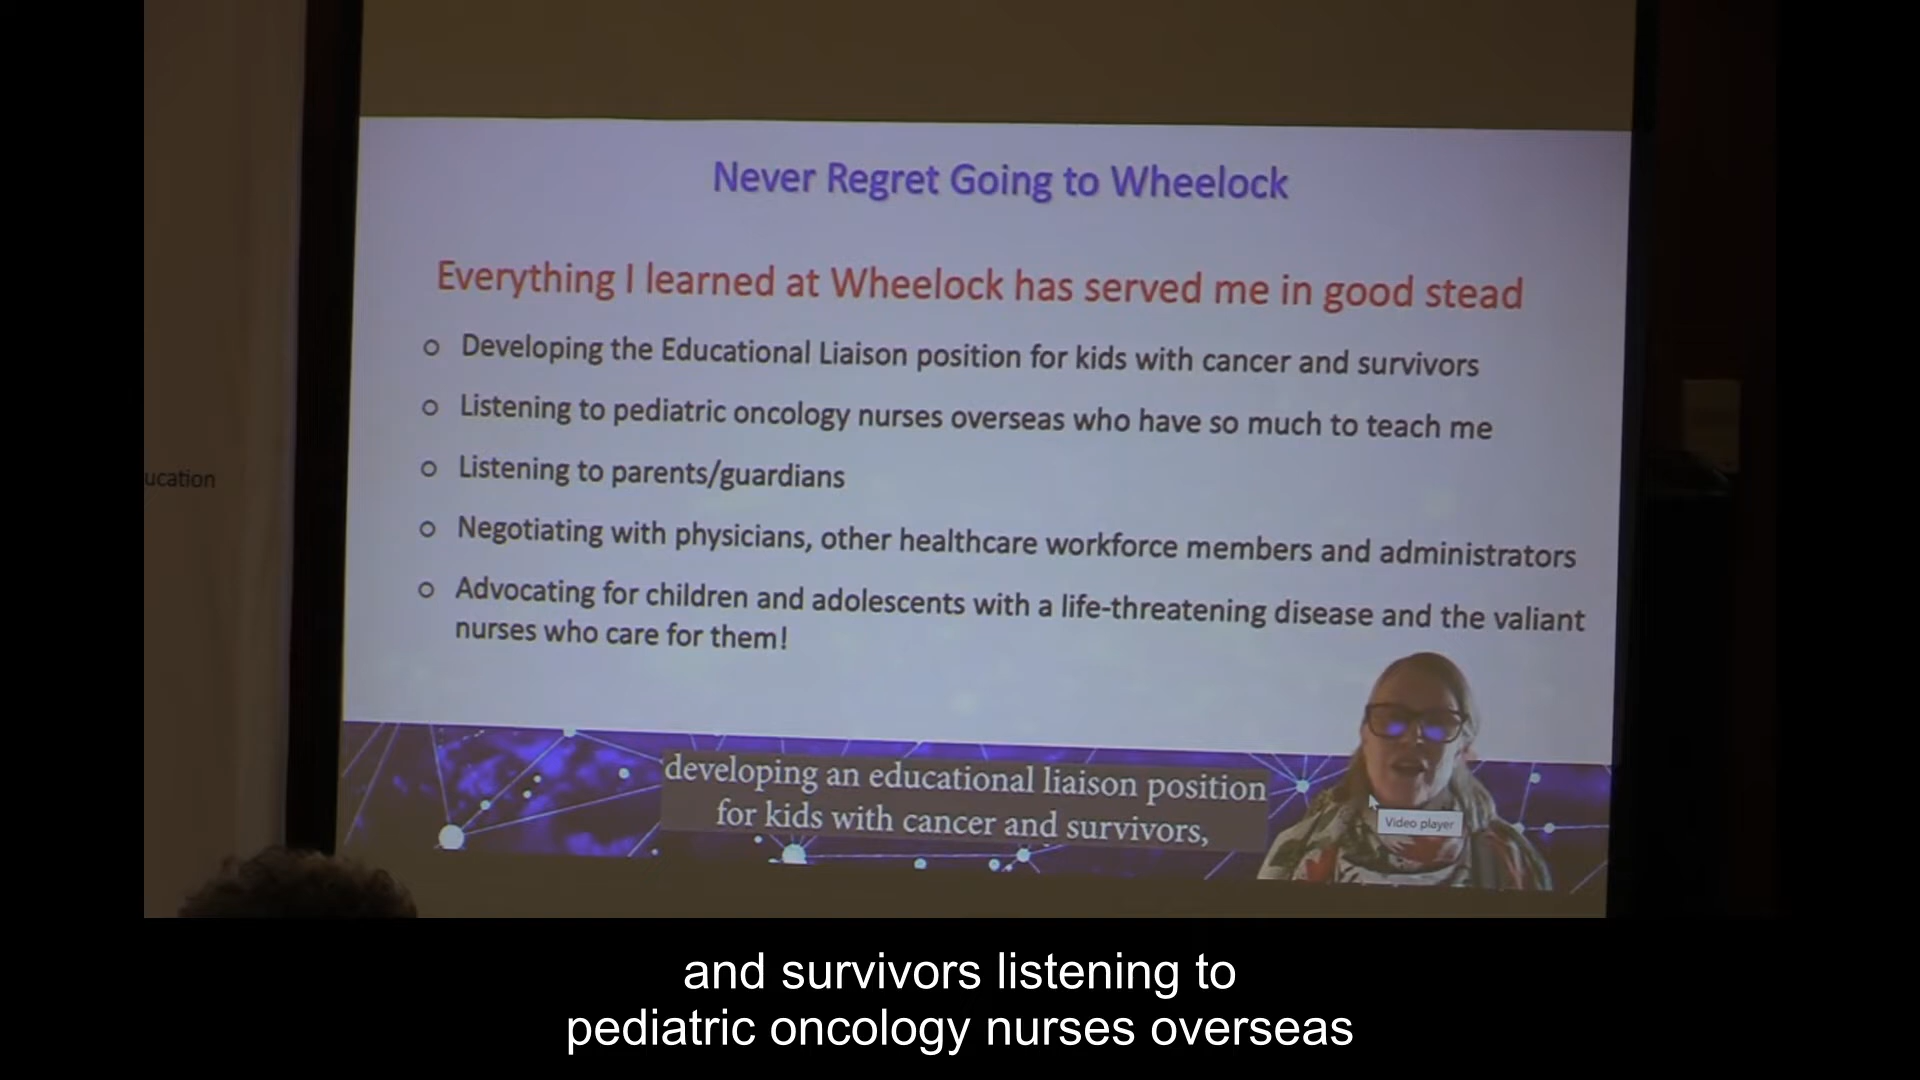 Never Regret Going to Wheelock
Everything I learned at Wheelock has served me in good stead
o Developing the Educational Liaison position for kids with cancer and survivors
o Listening to pediatric oncology nurses overseas who have so much to teach me
o Listening to parents/guardians
ucation
o Negotiating with physicians, other healthcare workforce members and administrators
o Advocating for children and adolescents with a life-threatening disease and the valiant
nurses who care for them!
developing an educational liaison position
for kids with cancer and survivors,
Video player
and survivors listening to
pediatric oncology nurses overseas